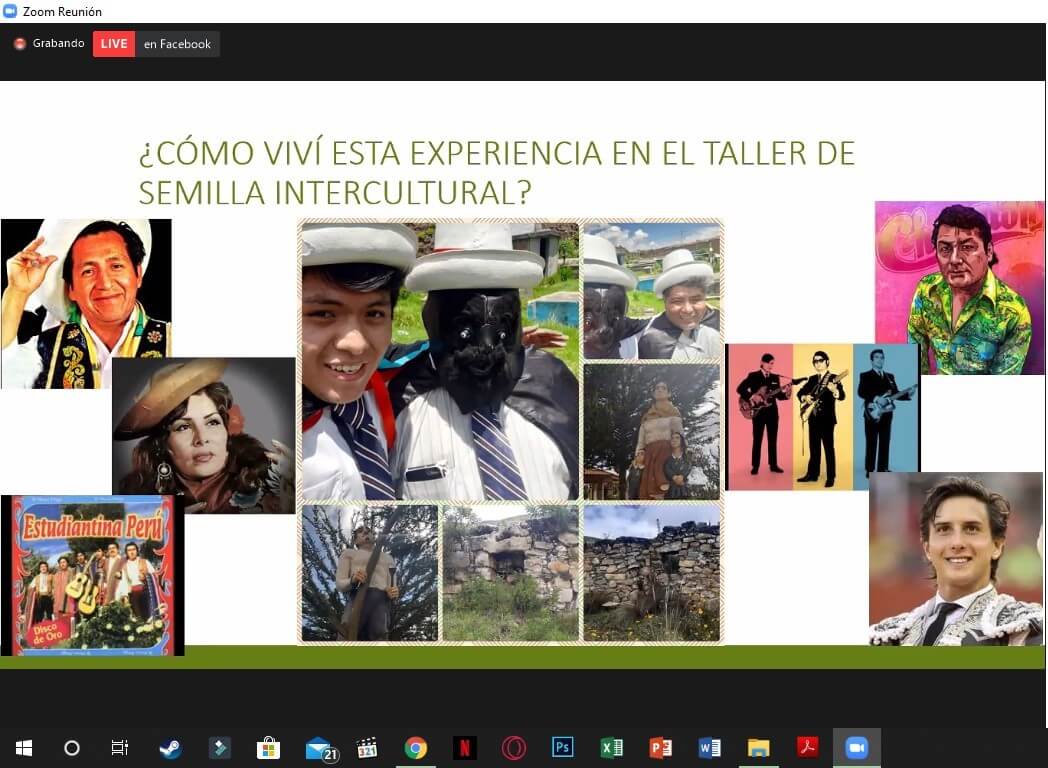 Zoom Reunión
Grabando
LIVE
en Facebook
¿CÓMO VIVÍ ESTA EXPERIENCIA EN EL TALLER DE
SEMILLA INTERCULTURAL?
Estudiantina Perú
Disco
de Oro
21
321
N
Ps
X
P
W